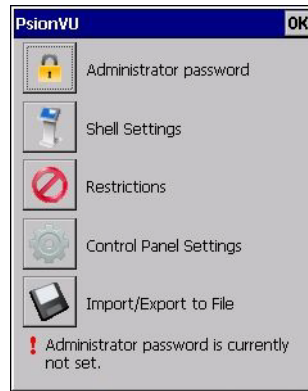 PsionVU
OK
Administrator password
Shell Settings
Restrictions
Control Panel Settings
Import/Export to File
! Administrator password is currently
not set.